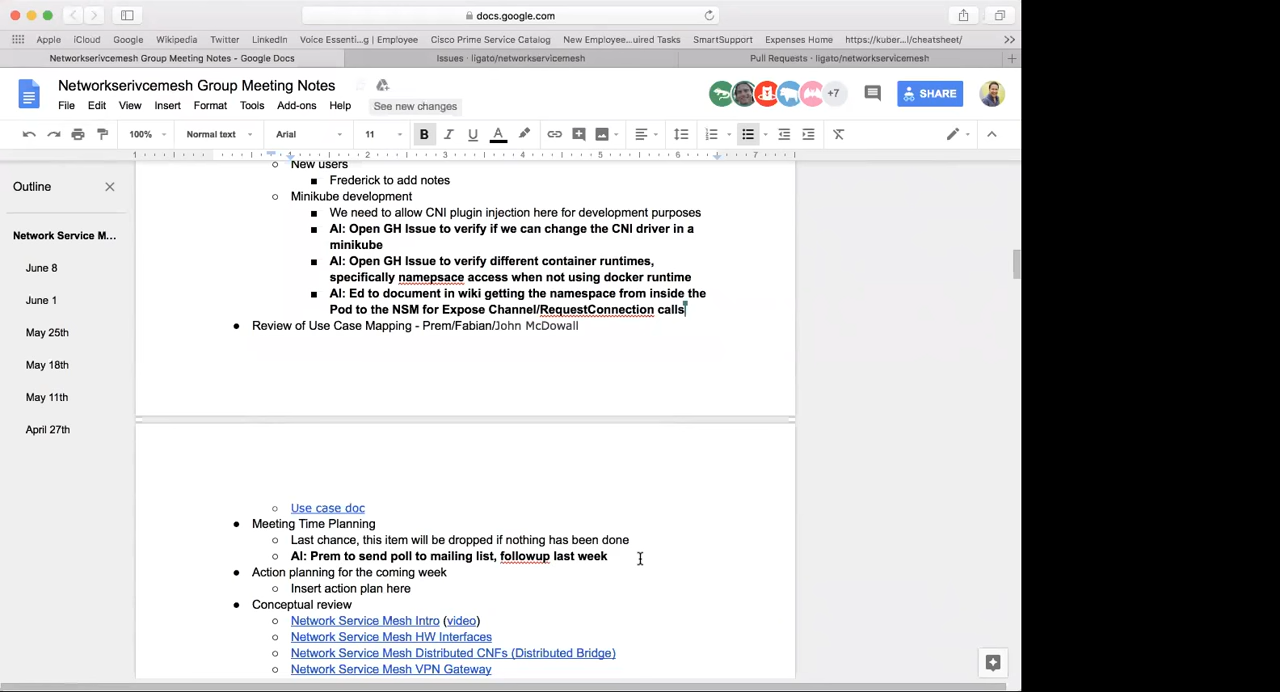 docs.google.com
Apple iCloud Google Wikipedia Twitter LinkedIn Voice Essenti...g | Employee Cisco Prime Service Catalog New Employee...uired Tasks SmartSupport Expenses Home https://kuber...!/cheatsheet/
Networkserivcemesh Group Meeting Notes - Google Docs Issues · ligato/networkservicemesh Pull Requests · ligato/networkservicemesh
Networkserivcemesh Group Meeting Notes
File Edit View Insert Format Tools Add-ons Help See new changes
+7 SHARE
100% Normal text Arial 11 B I U A
1 1 2 3 4 5 6 7
Outline
Network Service M...
June 8
June 1
May 25th
May 18th
May 11th
April 27th
New users
Frederick to add notes
Minikube development
We need to allow CNI plugin injection here for development purposes
AI: Open GH Issue to verify if we can change the CNI driver in a
minikube
AI: Open GH Issue to verify different container runtimes,
specifically namepsace access when not using docker runtime
AI: Ed to document in wiki getting the namespace from inside the
Pod to the NSM for Expose Channel/RequestConnection calls
Review of Use Case Mapping - Prem/Fabian/John McDowall
Use case doc
Meeting Time Planning
Last chance, this item will be dropped if nothing has been done
AI: Prem to send poll to mailing list, followup last week
Action planning for the coming week
Insert action plan here
Conceptual review
Network Service Mesh Intro (video)
Network Service Mesh HW Interfaces
Network Service Mesh Distributed CNFs (Distributed Bridge)
Network Service Mesh VPN Gateway